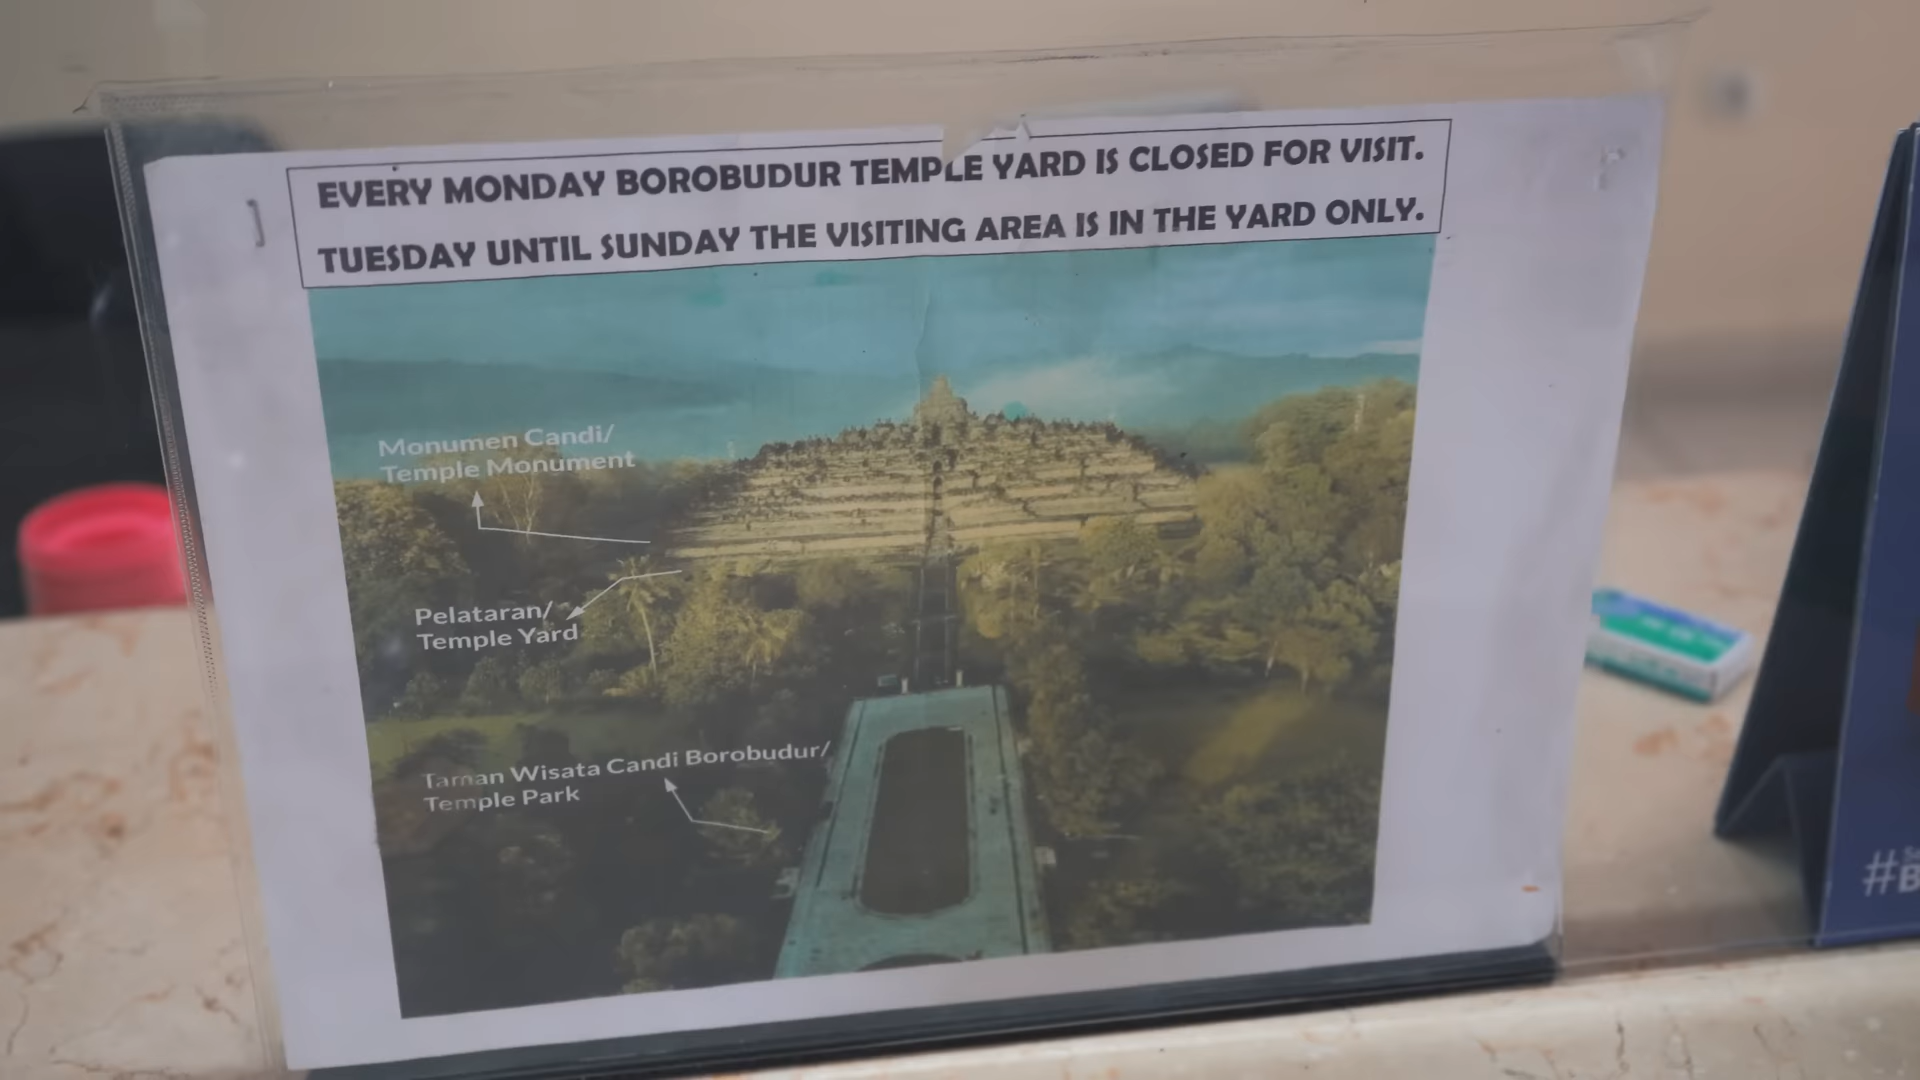 EVERY MONDAY BOROBUDUR TEMPLE YARD IS CLOSED FOR VISIT.
TUESDAY UNTIL SUNDAY THE VISITING AREA IS IN THE YARD ONLY.
Monumen Candi/
Temple Monument
Pelataran/
Temple Yard
Taman Wisata Candi Borobudur/
Temple Park
#B